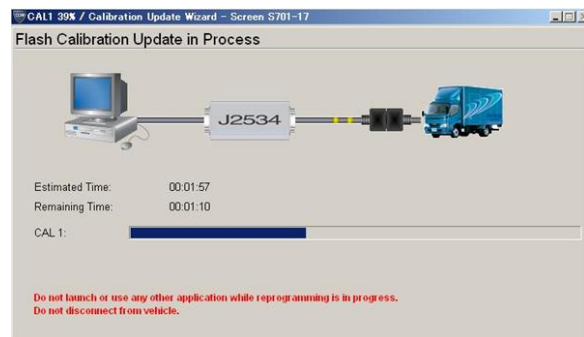 CAL1 39% / Calibration Update Wizard - Screen S701-17
Flash Calibration Update in Process
J2534
Estimated Time: 00:01:57
Remaining Time: 00:01:10
CAL 1:
Do not launch or use any other application while reprogramming is in progress.
Do not disconnect from vehicle.